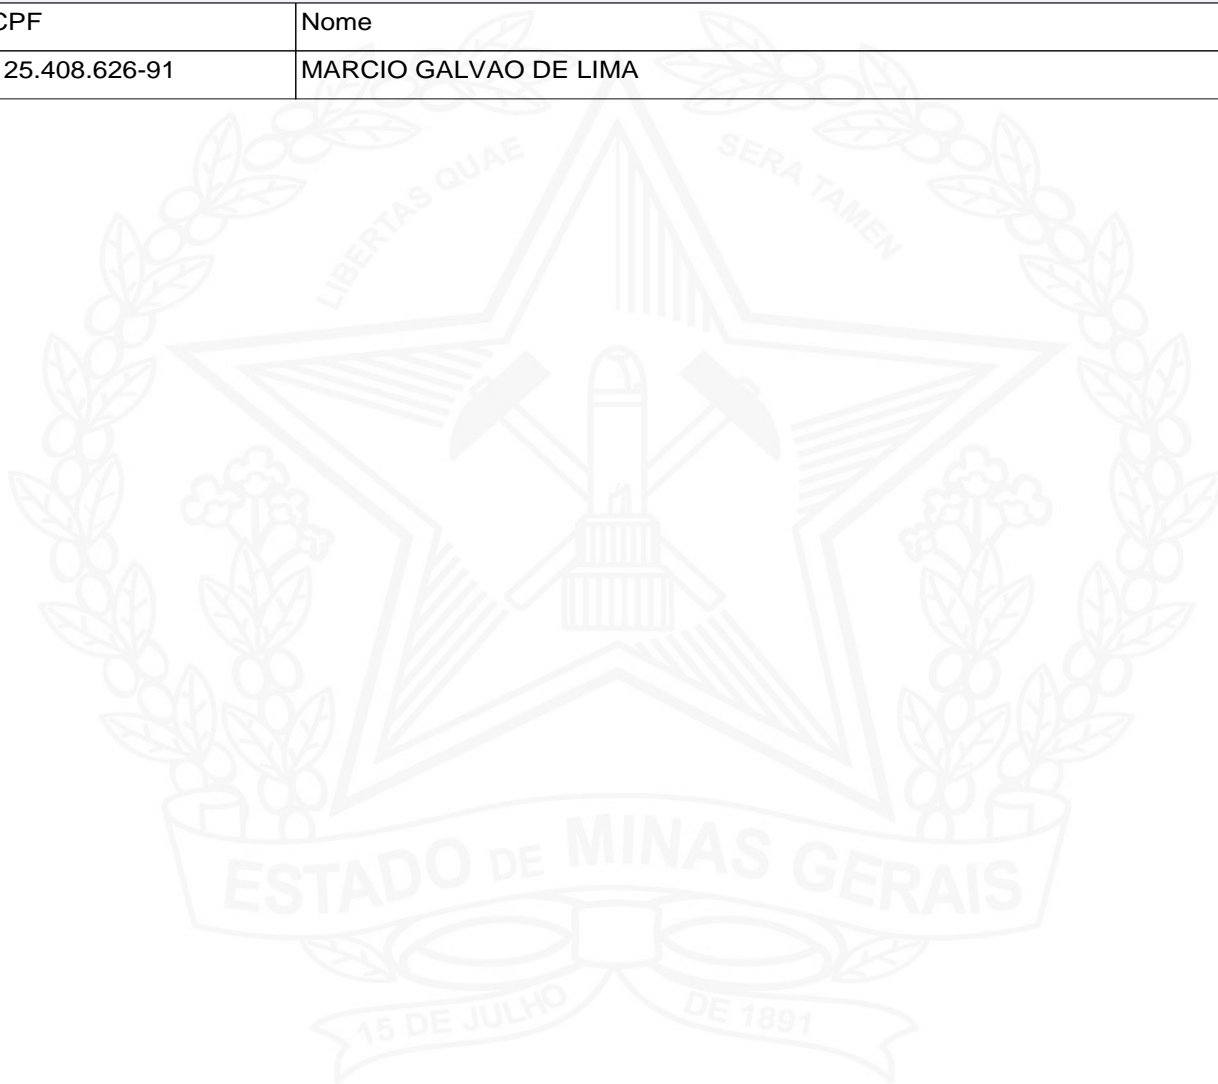 CPF Nome
25.408.626-91 MARCIO GALVAO DE LIMA
LIBERTAS QUAE SERA TAMEN
ESTADO DE MINAS GERAIS
15 DE JULHO DE 1891